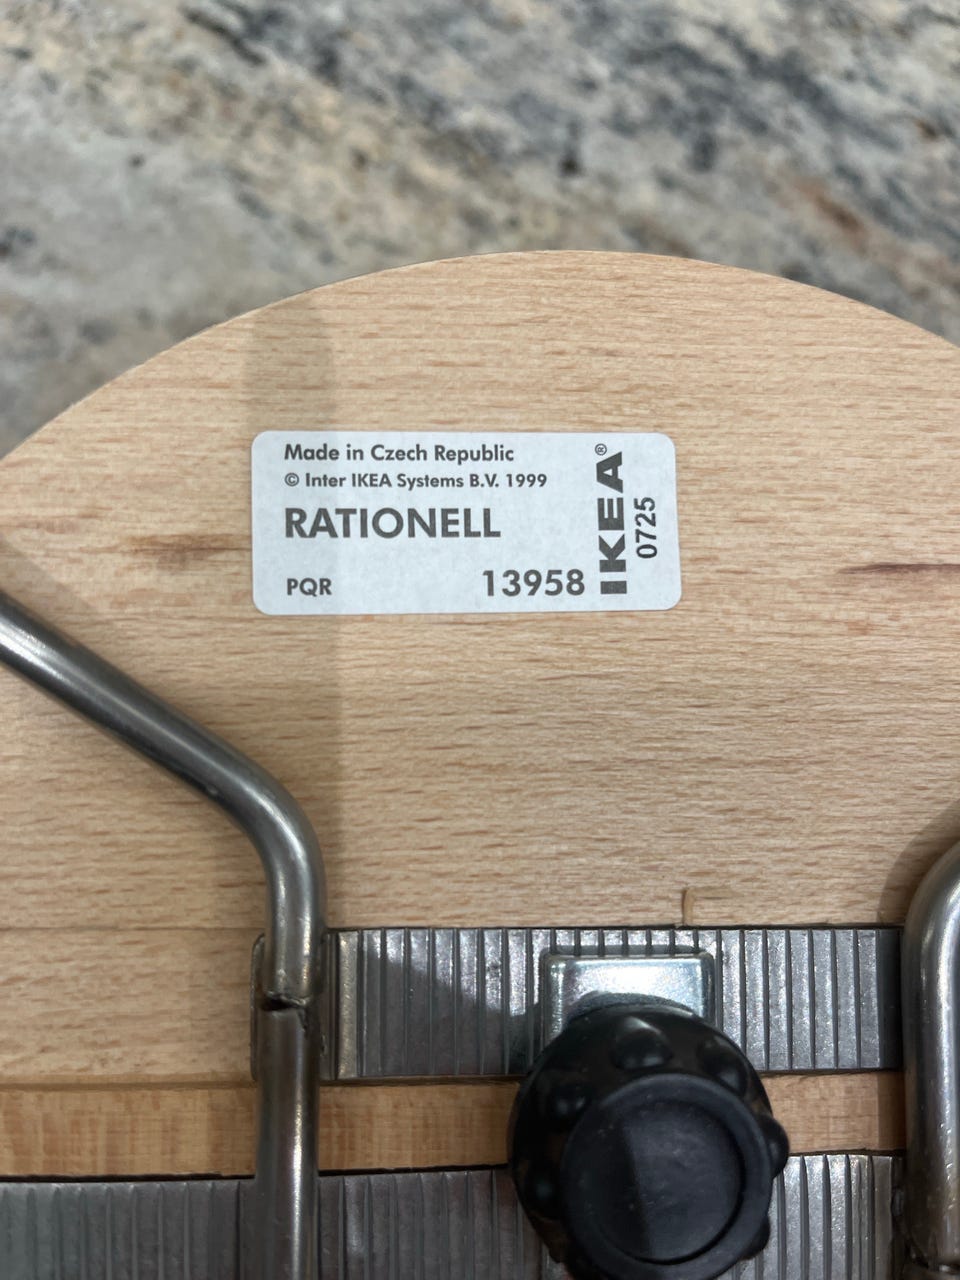 Made in Czech Republic
© Inter IKEA Systems B.V. 1999
RATIONELL
PQR 13958
IKEA®
0725